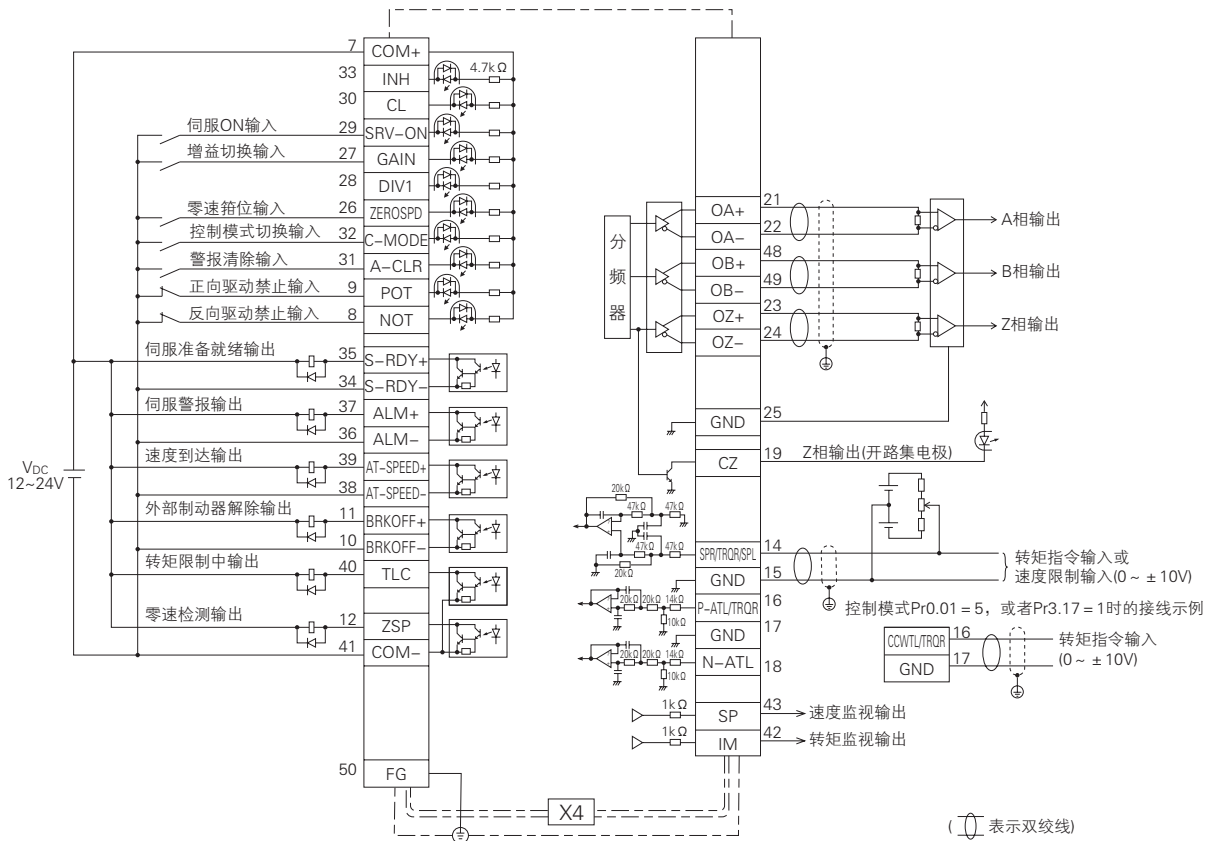 7 COM+
33 INH 4.7kΩ
30 CL
伺服ON输入 29 SRV-ON
增益切换输入 27 GAIN
28 DIV1
零速箝位输入 26 ZEROSPD
控制模式切换输入 32 C-MODE
警报清除输入 31 A-CLR
正向驱动禁止输入 9 POT
反向驱动禁止输入 8 NOT
伺服准备就绪输出 35 S-RDY+
34 S-RDY-
伺服警报输出 37 ALM+
36 ALM-
速度到达输出 39 AT-SPEED+
38 AT-SPEED-
外部制动器解除输出 11 BRKOFF+
10 BRKOFF-
转矩限制中输出 40 TLC
零速检测输出 12 ZSP
41 COM-
VDC
12~24V
50 FG
X4
分频器
OA+ 21
OA- 22
A相输出
OB+ 48
OB- 49
B相输出
OZ+ 23
OZ- 24
Z相输出
GND 25
CZ 19 Z相输出(开路集电极)
20kΩ
47kΩ 47kΩ
47kΩ 47kΩ
20kΩ
SPR/TRQR/SPL 14
GND 15
转矩指令输入或
速度限制输入(0~ ±10V)
20kΩ 20kΩ 14kΩ
10kΩ
P-ATL/TRQR 16
GND 17
20kΩ 20kΩ 14kΩ
10kΩ
N-ATL 18
控制模式Pr0.01=5，或者Pr3.17=1时的接线示例
CCWTL/TRQR 16
GND 17
转矩指令输入
(0~ ±10V)
1kΩ SP 43 速度监视输出
1kΩ IM 42 转矩监视输出
( 表示双绞线)